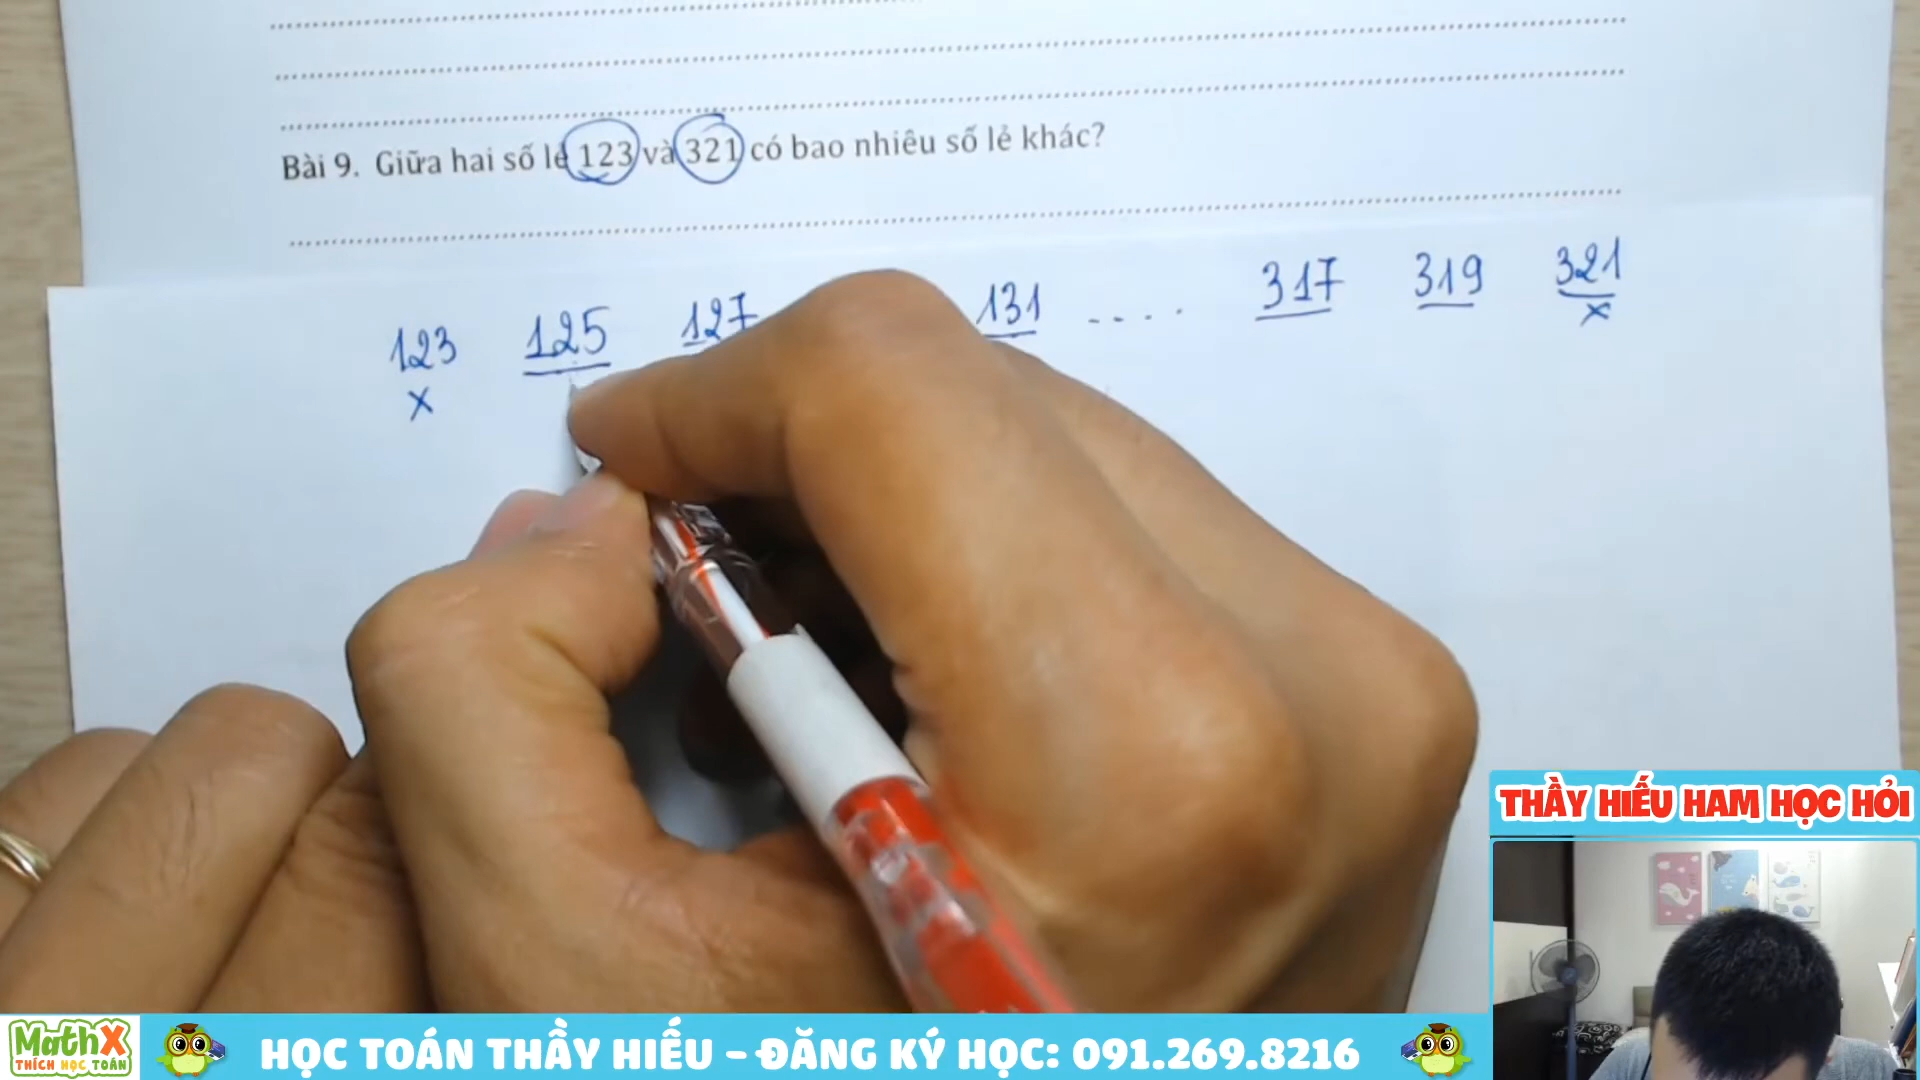 Bài 9. Giữa hai số lẻ 123 và 321 có bao nhiêu số lẻ khác?
123 125 127 131 .... 317 319 321
x x
THẦY HIẾU HAM HỌC HỎI
MathX
THÍCH HỌC TOÁN
HỌC TOÁN THẦY HIẾU - ĐĂNG KÝ HỌC: 091.269.8216